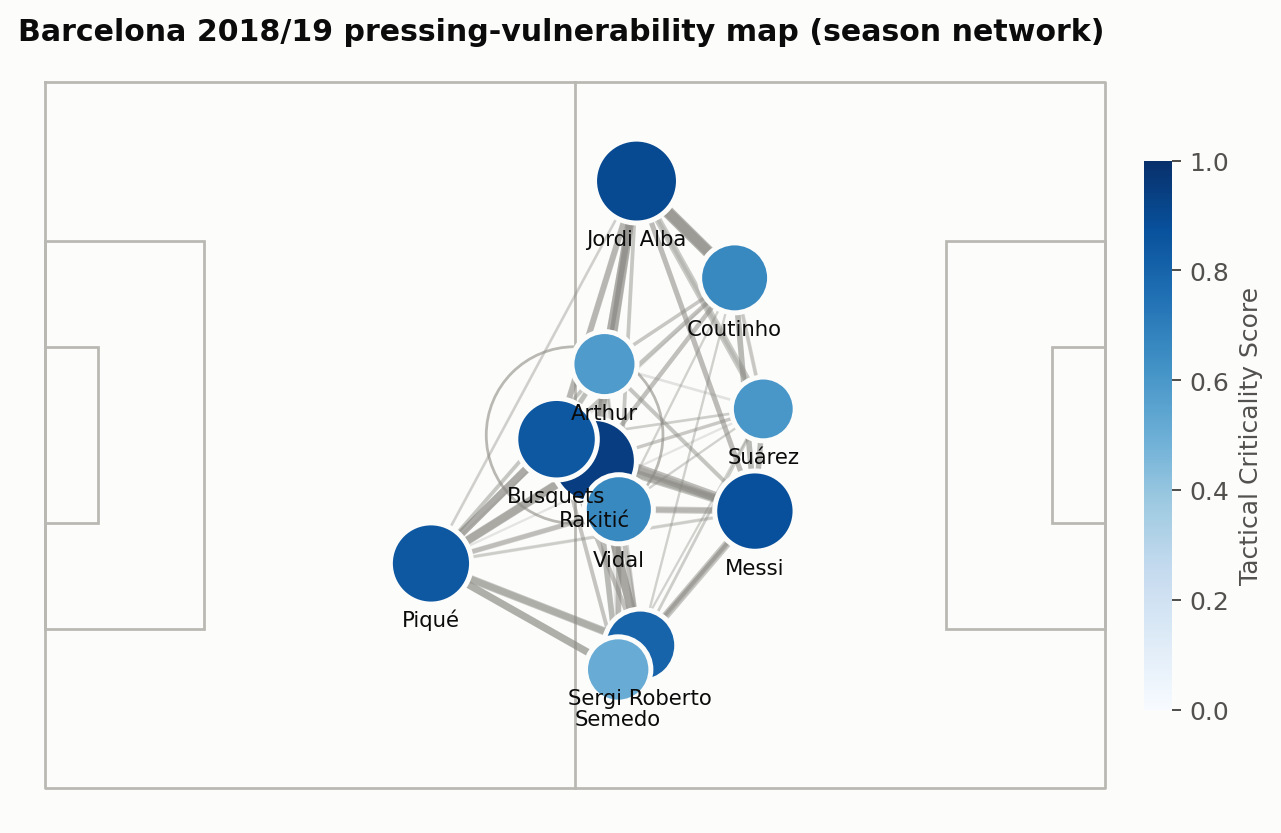 Barcelona 2018/19 pressing-vulnerability map (season network)
Jordi Alba
Coutinho
Arthur
Suárez
Busquets
Rakitić
Vidal
Messi
Piqué
Sergi Roberto
Semedo
1.0
0.8
0.6
0.4
0.2
0.0
Tactical Criticality Score